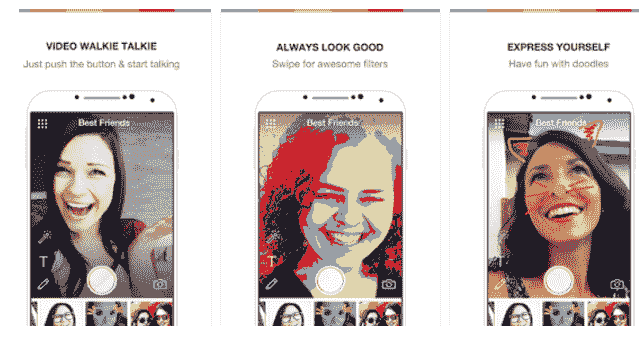 VIDEO WALKIE TALKIE
Just push the button & start talking
Best Friends
T
ALWAYS LOOK GOOD
Swipe for awesome filters
Best Friends
T
EXPRESS YOURSELF
Have fun with doodles
Best Friends
T